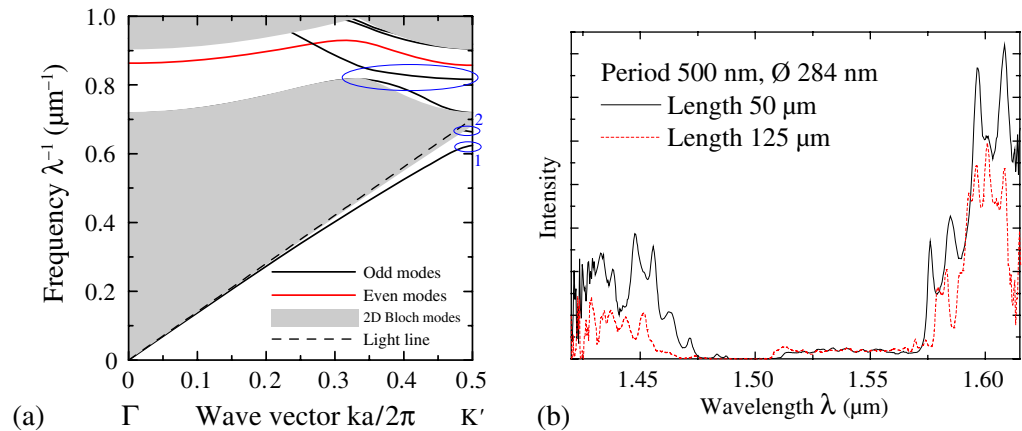 1.0
0.8
0.6
0.4
0.2
0
Frequency λ⁻¹ (μm⁻¹)
2
1
Odd modes
Even modes
2D Bloch modes
Light line
0 0.1 0.2 0.3 0.4 0.5
(a) Γ Wave vector ka/2π K′
Period 500 nm, Ø 284 nm
Length 50 μm
Length 125 μm
Intensity
1.45 1.50 1.55 1.60
(b) Wavelength λ (μm)